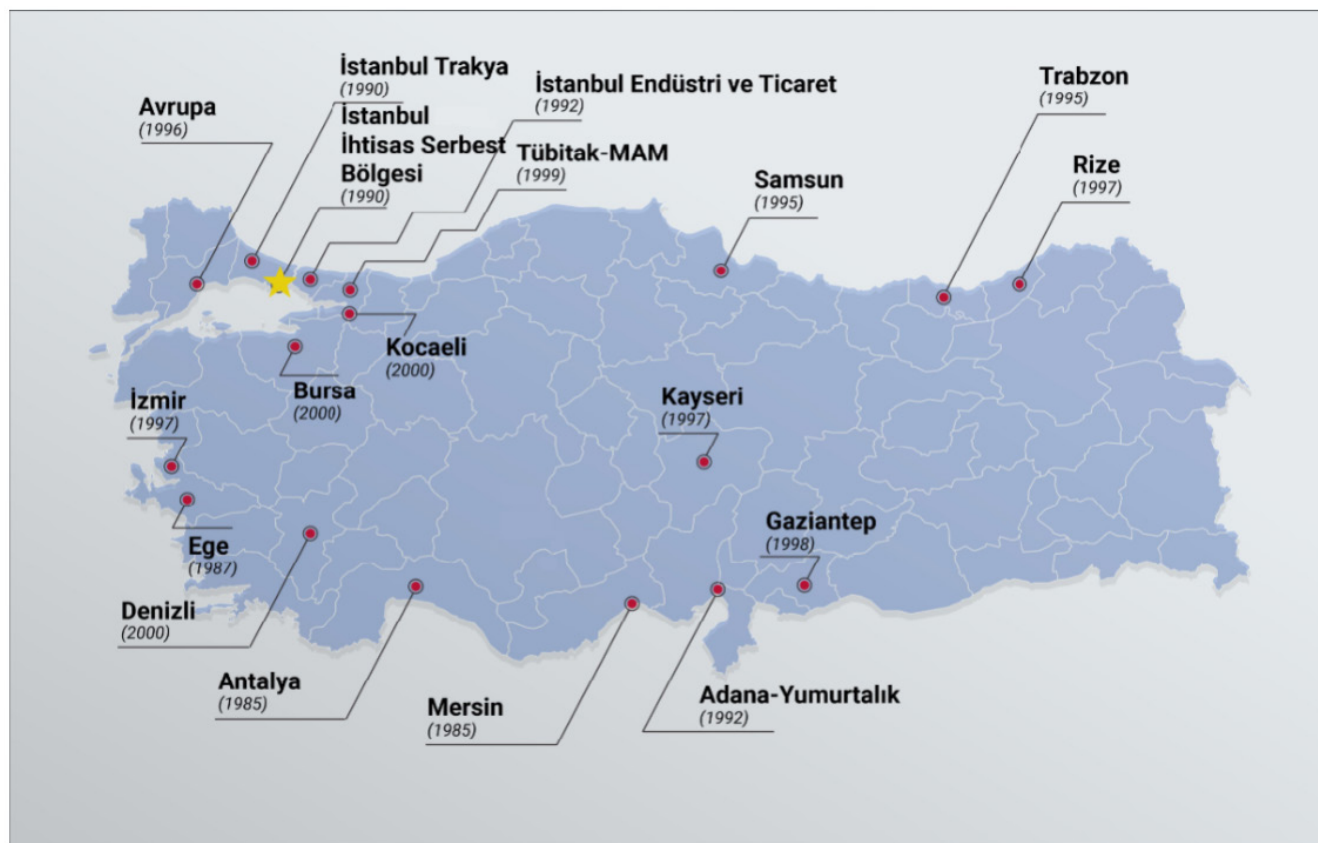 İstanbul Trakya
(1990)
İstanbul Endüstri ve Ticaret
(1992)
Trabzon
(1995)
Avrupa
(1996)
İstanbul
İhtisas Serbest
Bölgesi
(1990)
Tübitak-MAM
(1999)
Samsun
(1995)
Rize
(1997)
Kocaeli
(2000)
Bursa
(2000)
İzmir
(1997)
Kayseri
(1997)
Ege
(1987)
Gaziantep
(1998)
Denizli
(2000)
Antalya
(1985)
Mersin
(1985)
Adana-Yumurtalık
(1992)